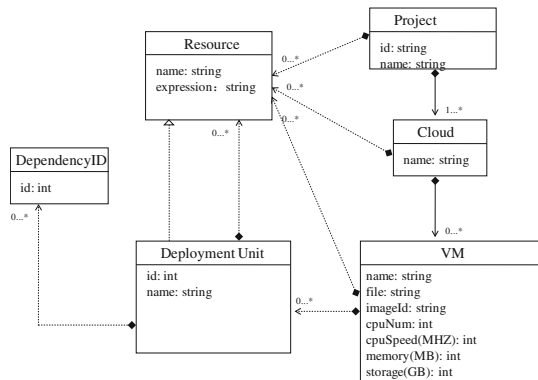 Project
id: string
name: string
Resource
name: string
expression: string
0...*
0...*
0...*
0...*
1...*
Cloud
name: string
DependencyID
id: int
0...*
0...*
Deployment Unit
id: int
name: string
0...*
VM
name: string
file: string
imageId: string
cpuNum: int
cpuSpeed(MHZ): int
memory(MB): int
storage(GB): int